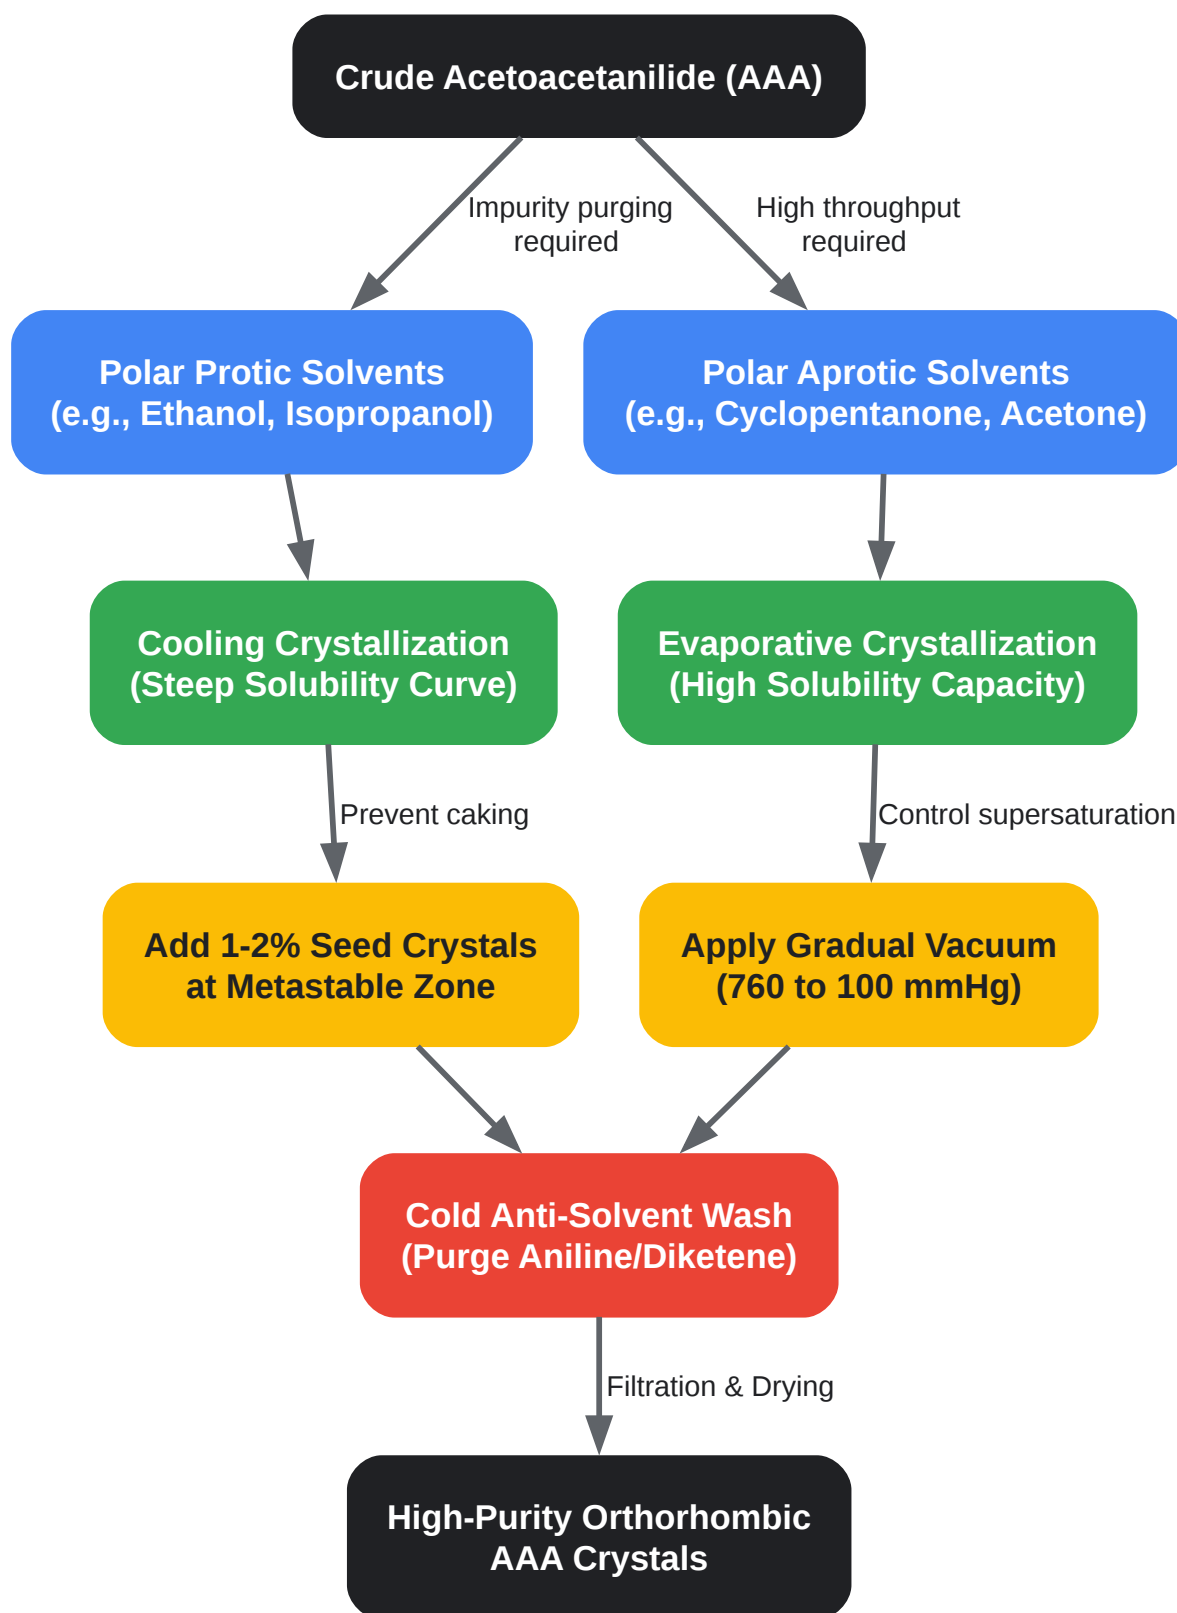 Crude Acetoacetanilide (AAA)
Impurity purging
required
High throughput
required
Polar Protic Solvents
(e.g., Ethanol, Isopropanol)
Polar Aprotic Solvents
(e.g., Cyclopentanone, Acetone)
Cooling Crystallization
(Steep Solubility Curve)
Evaporative Crystallization
(High Solubility Capacity)
Prevent caking
Control supersaturation
Add 1-2% Seed Crystals
at Metastable Zone
Apply Gradual Vacuum
(760 to 100 mmHg)
Cold Anti-Solvent Wash
(Purge Aniline/Diketene)
Filtration & Drying
High-Purity Orthorhombic
AAA Crystals